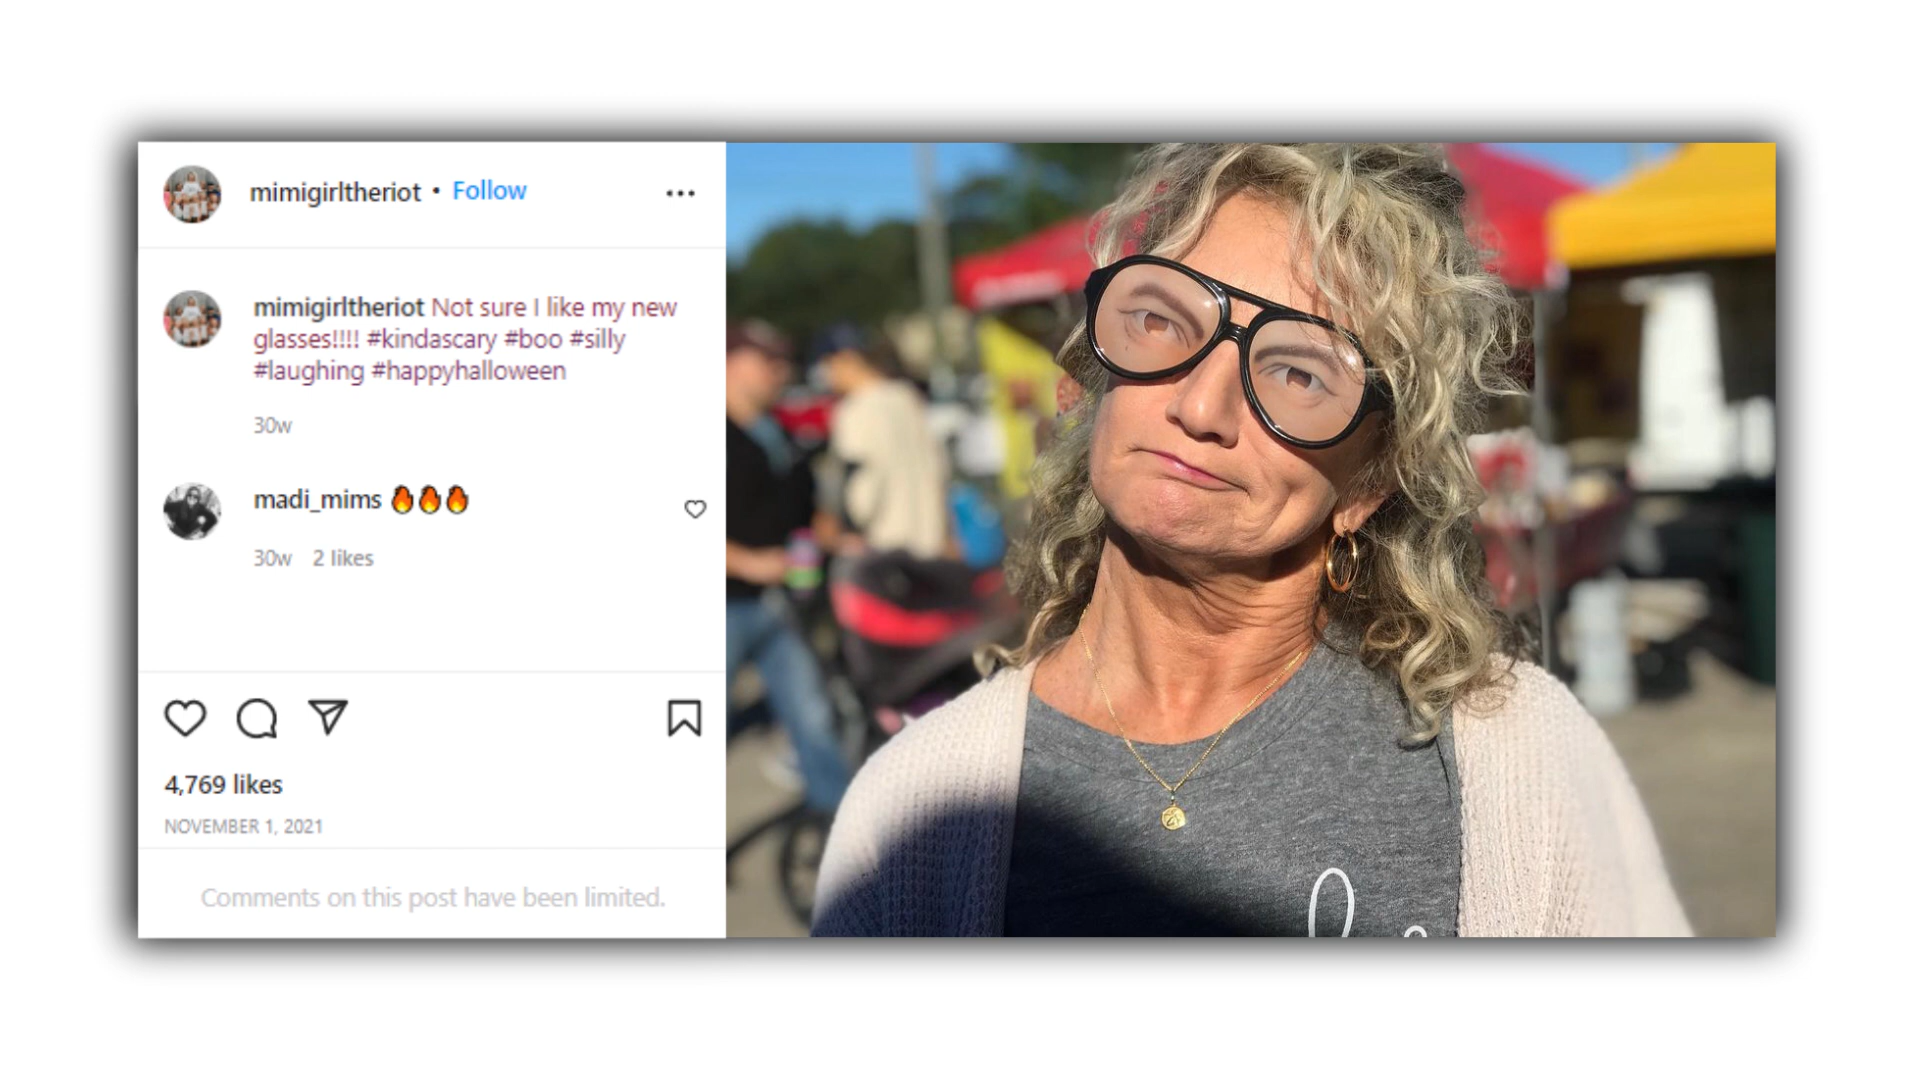 mimigirltheriot • Follow
mimigirltheriot Not sure I like my new
glasses!!!! #kindascary #boo #silly
#laughing #happyhalloween
30w
madi_mims 🔥🔥🔥
30w 2 likes
4,769 likes
NOVEMBER 1, 2021
Comments on this post have been limited.